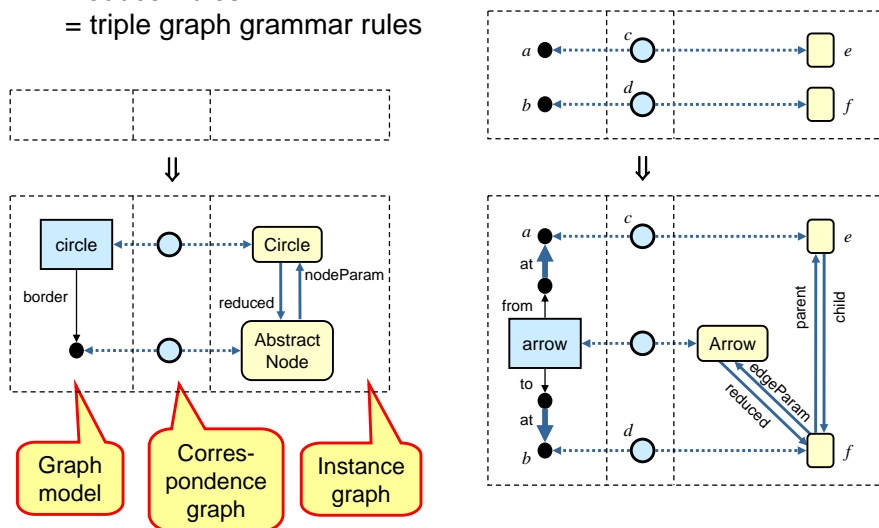 = triple graph grammar rules
a
c
e
b
d
f
⇓
⇓
circle
Circle
nodeParam
border
reduced
Abstract
Node
Graph
model
Corres-
pondence
graph
Instance
graph
a
c
e
at
from
parent
child
arrow
Arrow
to
edgeParam
reduced
at
b
d
f